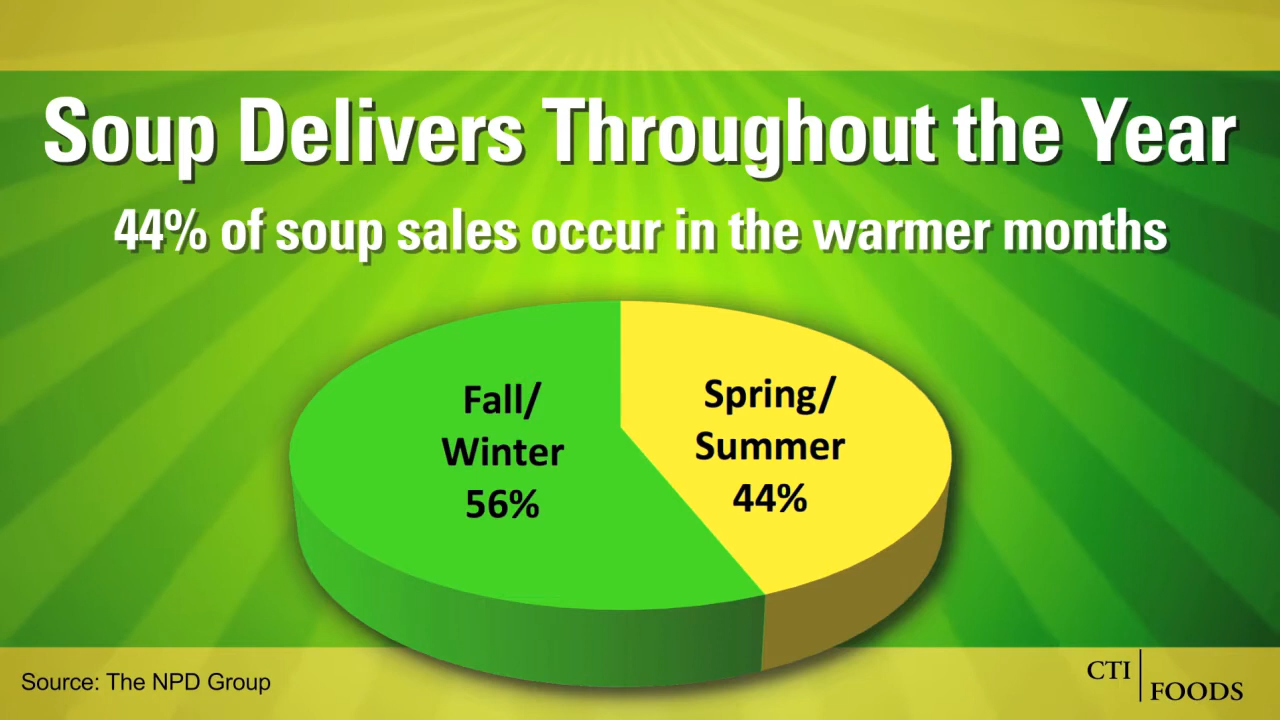 Soup Delivers Throughout the Year
44% of soup sales occur in the warmer months
Fall/
Winter
56%
Spring/
Summer
44%
Source: The NPD Group
CTI
FOODS